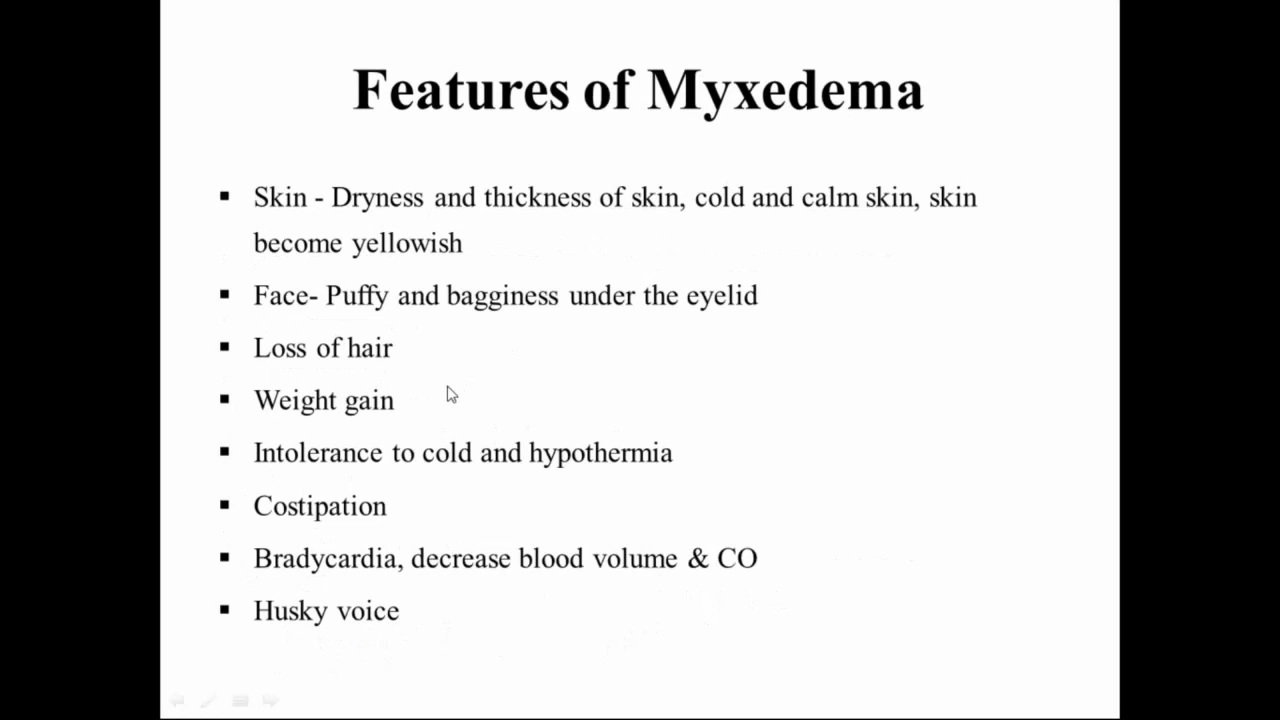 Features of Myxedema
▪ Skin - Dryness and thickness of skin, cold and calm skin, skin
become yellowish
▪ Face- Puffy and bagginess under the eyelid
▪ Loss of hair
▪ Weight gain
▪ Intolerance to cold and hypothermia
▪ Costipation
▪ Bradycardia, decrease blood volume & CO
▪ Husky voice